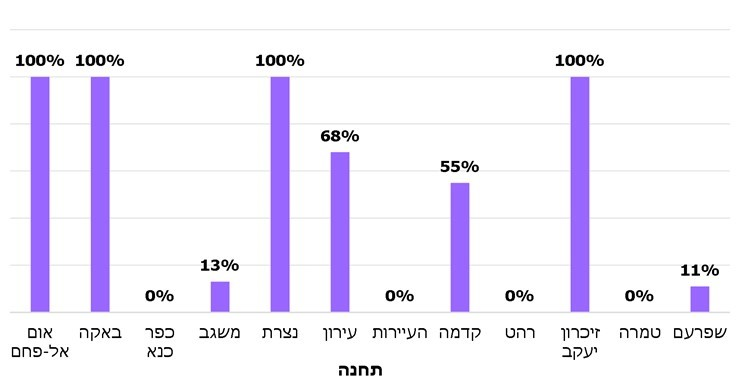 100%
100%
0%
13%
100%
68%
0%
55%
0%
100%
0%
11%
אום
אל-פחם
באקה
כפר
כנא
משגב
נצרת
עירון
העיירות
קדמה
רהט
זיכרון
יעקב
טמרה
שפרעם
תחנה